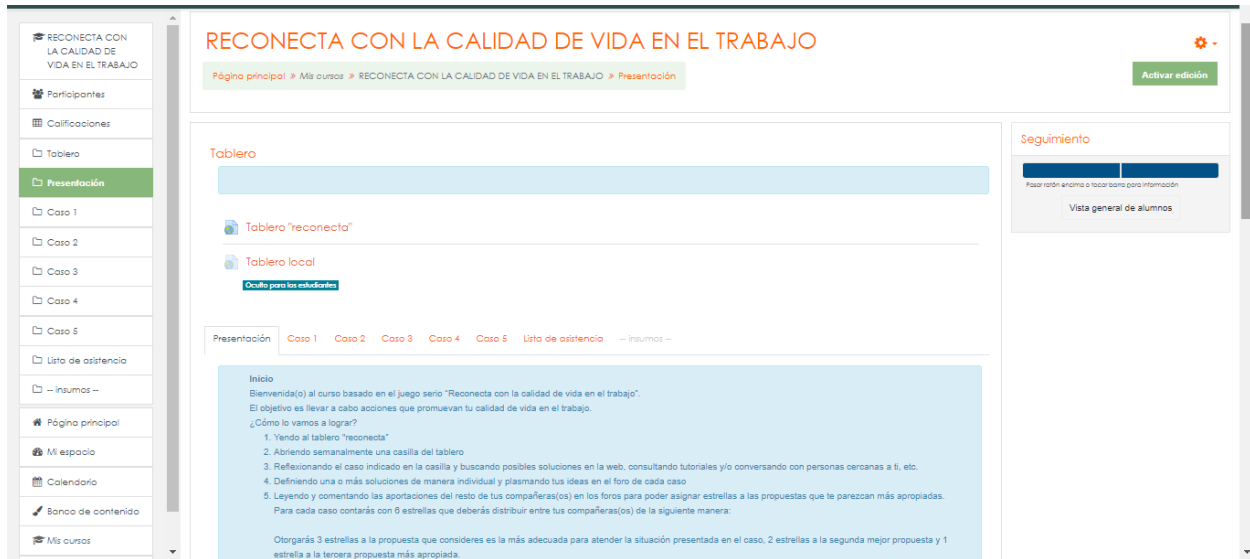 RECONECTA CON
LA CALIDAD DE
VIDA EN EL TRABAJO
Participantes
Calificaciones
Tablero
Presentación
Caso 1
Caso 2
Caso 3
Caso 4
Caso 5
Lista de asistencia
-- insumos --
Página principal
Mi espacio
Calendario
Banco de contenido
Mis cursos
RECONECTA CON LA CALIDAD DE VIDA EN EL TRABAJO
Página principal » Mis cursos » RECONECTA CON LA CALIDAD DE VIDA EN EL TRABAJO » Presentación
Activar edición
Tablero
Tablero "reconecta"
Tablero local
Oculto para los estudiantes
Presentación Caso 1 Caso 2 Caso 3 Caso 4 Caso 5 Lista de asistencia -- insumos --
Inicio
Bienvenida(o) al curso basado en el juego serio "Reconecta con la calidad de vida en el trabajo".
El objetivo es llevar a cabo acciones que promuevan tu calidad de vida en el trabajo.
¿Cómo lo vamos a lograr?
1. Yendo al tablero "reconecta"
2. Abriendo semanalmente una casilla del tablero
3. Reflexionando el caso indicado en la casilla y buscando posibles soluciones en la web, consultando tutoriales y/o conversando con personas cercanas a ti, etc.
4. Definiendo una o más soluciones de manera individual y plasmando tus ideas en el foro de cada caso
5. Leyendo y comentando las aportaciones del resto de tus compañeras(os) en los foros para poder asignar estrellas a las propuestas que te parezcan más apropiadas.
Para cada caso contarás con 6 estrellas que deberás distribuir entre tus compañeras(os) de la siguiente manera:
Otorgarás 3 estrellas a la propuesta que consideres es la más adecuada para atender la situación presentada en el caso, 2 estrellas a la segunda mejor propuesta y 1
estrella a la tercera propuesta más apropiada.
Seguimiento
Pasar ratón encima o tocar barra para información
Vista general de alumnos